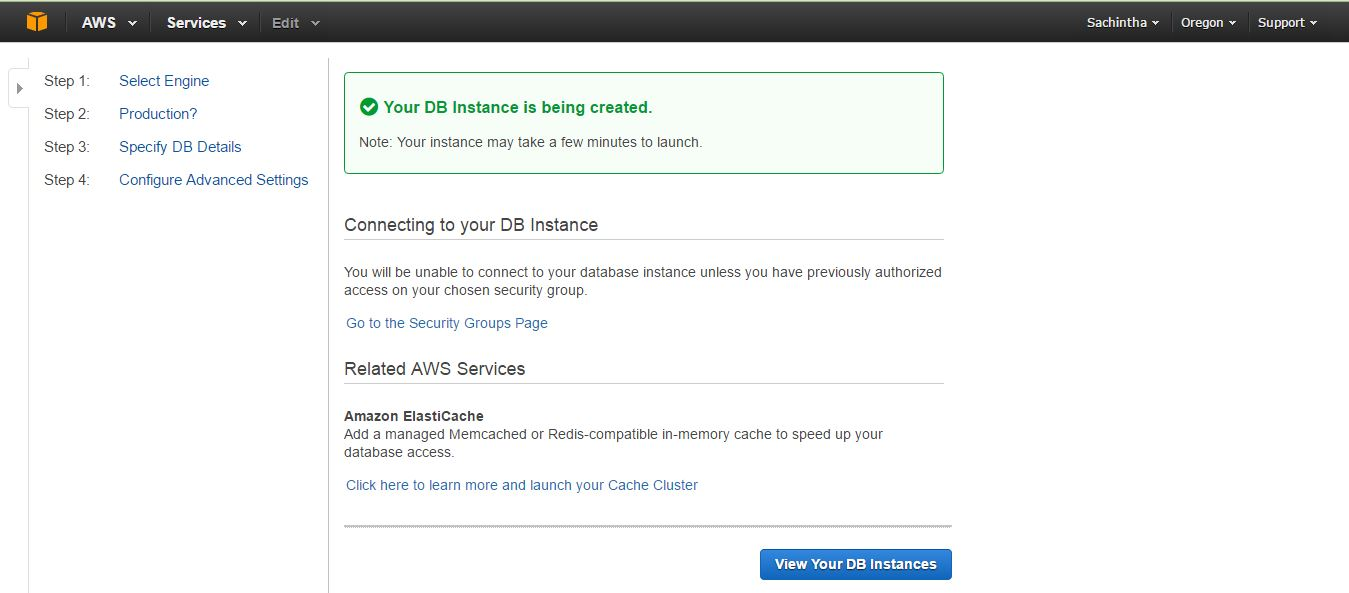 AWS Services Edit Sachintha Oregon Support
Step 1: Select Engine
Step 2: Production?
Step 3: Specify DB Details
Step 4: Configure Advanced Settings
Your DB Instance is being created.
Note: Your instance may take a few minutes to launch.
Connecting to your DB Instance
You will be unable to connect to your database instance unless you have previously authorized
access on your chosen security group.
Go to the Security Groups Page
Related AWS Services
Amazon ElastiCache
Add a managed Memcached or Redis-compatible in-memory cache to speed up your
database access.
Click here to learn more and launch your Cache Cluster
View Your DB Instances